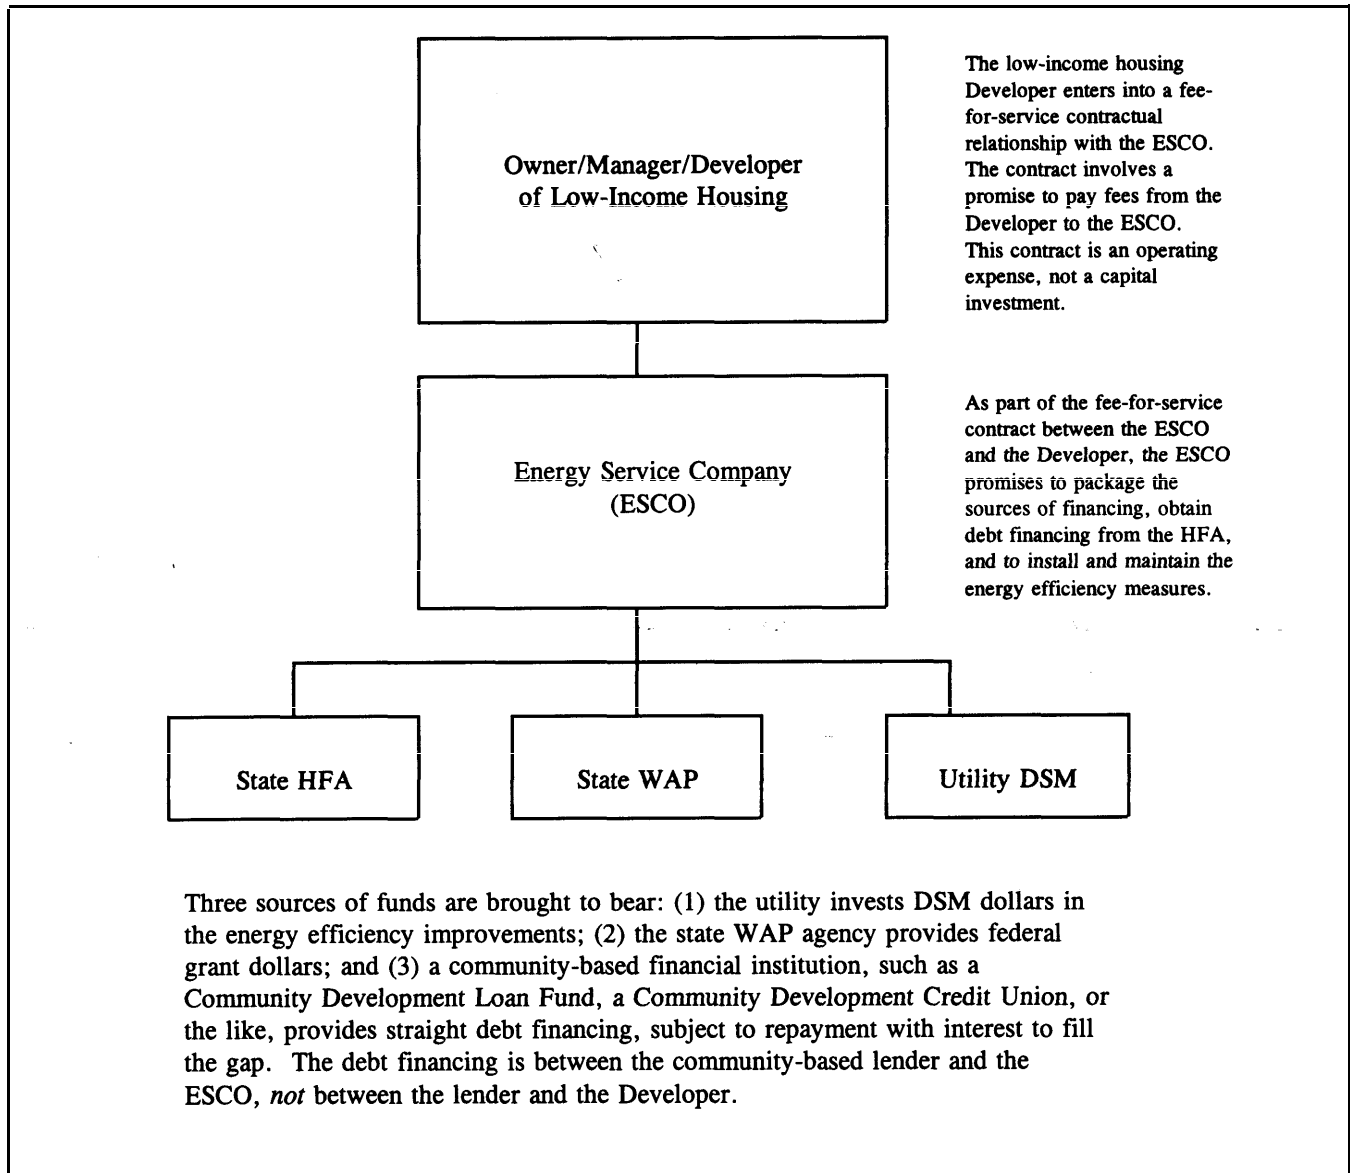 Owner/Manager/Developer
of Low-Income Housing
The low-income housing
Developer enters into a fee-
for-service contractual
relationship with the ESCO.
The contract involves a
promise to pay fees from the
Developer to the ESCO.
This contract is an operating
expense, not a capital
investment.
Energy Service Company
(ESCO)
As part of the fee-for-service
contract between the ESCO
and the Developer, the ESCO
promises to package the
sources of financing, obtain
debt financing from the HFA,
and to install and maintain the
energy efficiency measures.
State HFA
State WAP
Utility DSM
Three sources of funds are brought to bear: (1) the utility invests DSM dollars in
the energy efficiency improvements; (2) the state WAP agency provides federal
grant dollars; and (3) a community-based financial institution, such as a
Community Development Loan Fund, a Community Development Credit Union, or
the like, provides straight debt financing, subject to repayment with interest to fill
the gap. The debt financing is between the community-based lender and the
ESCO, not between the lender and the Developer.